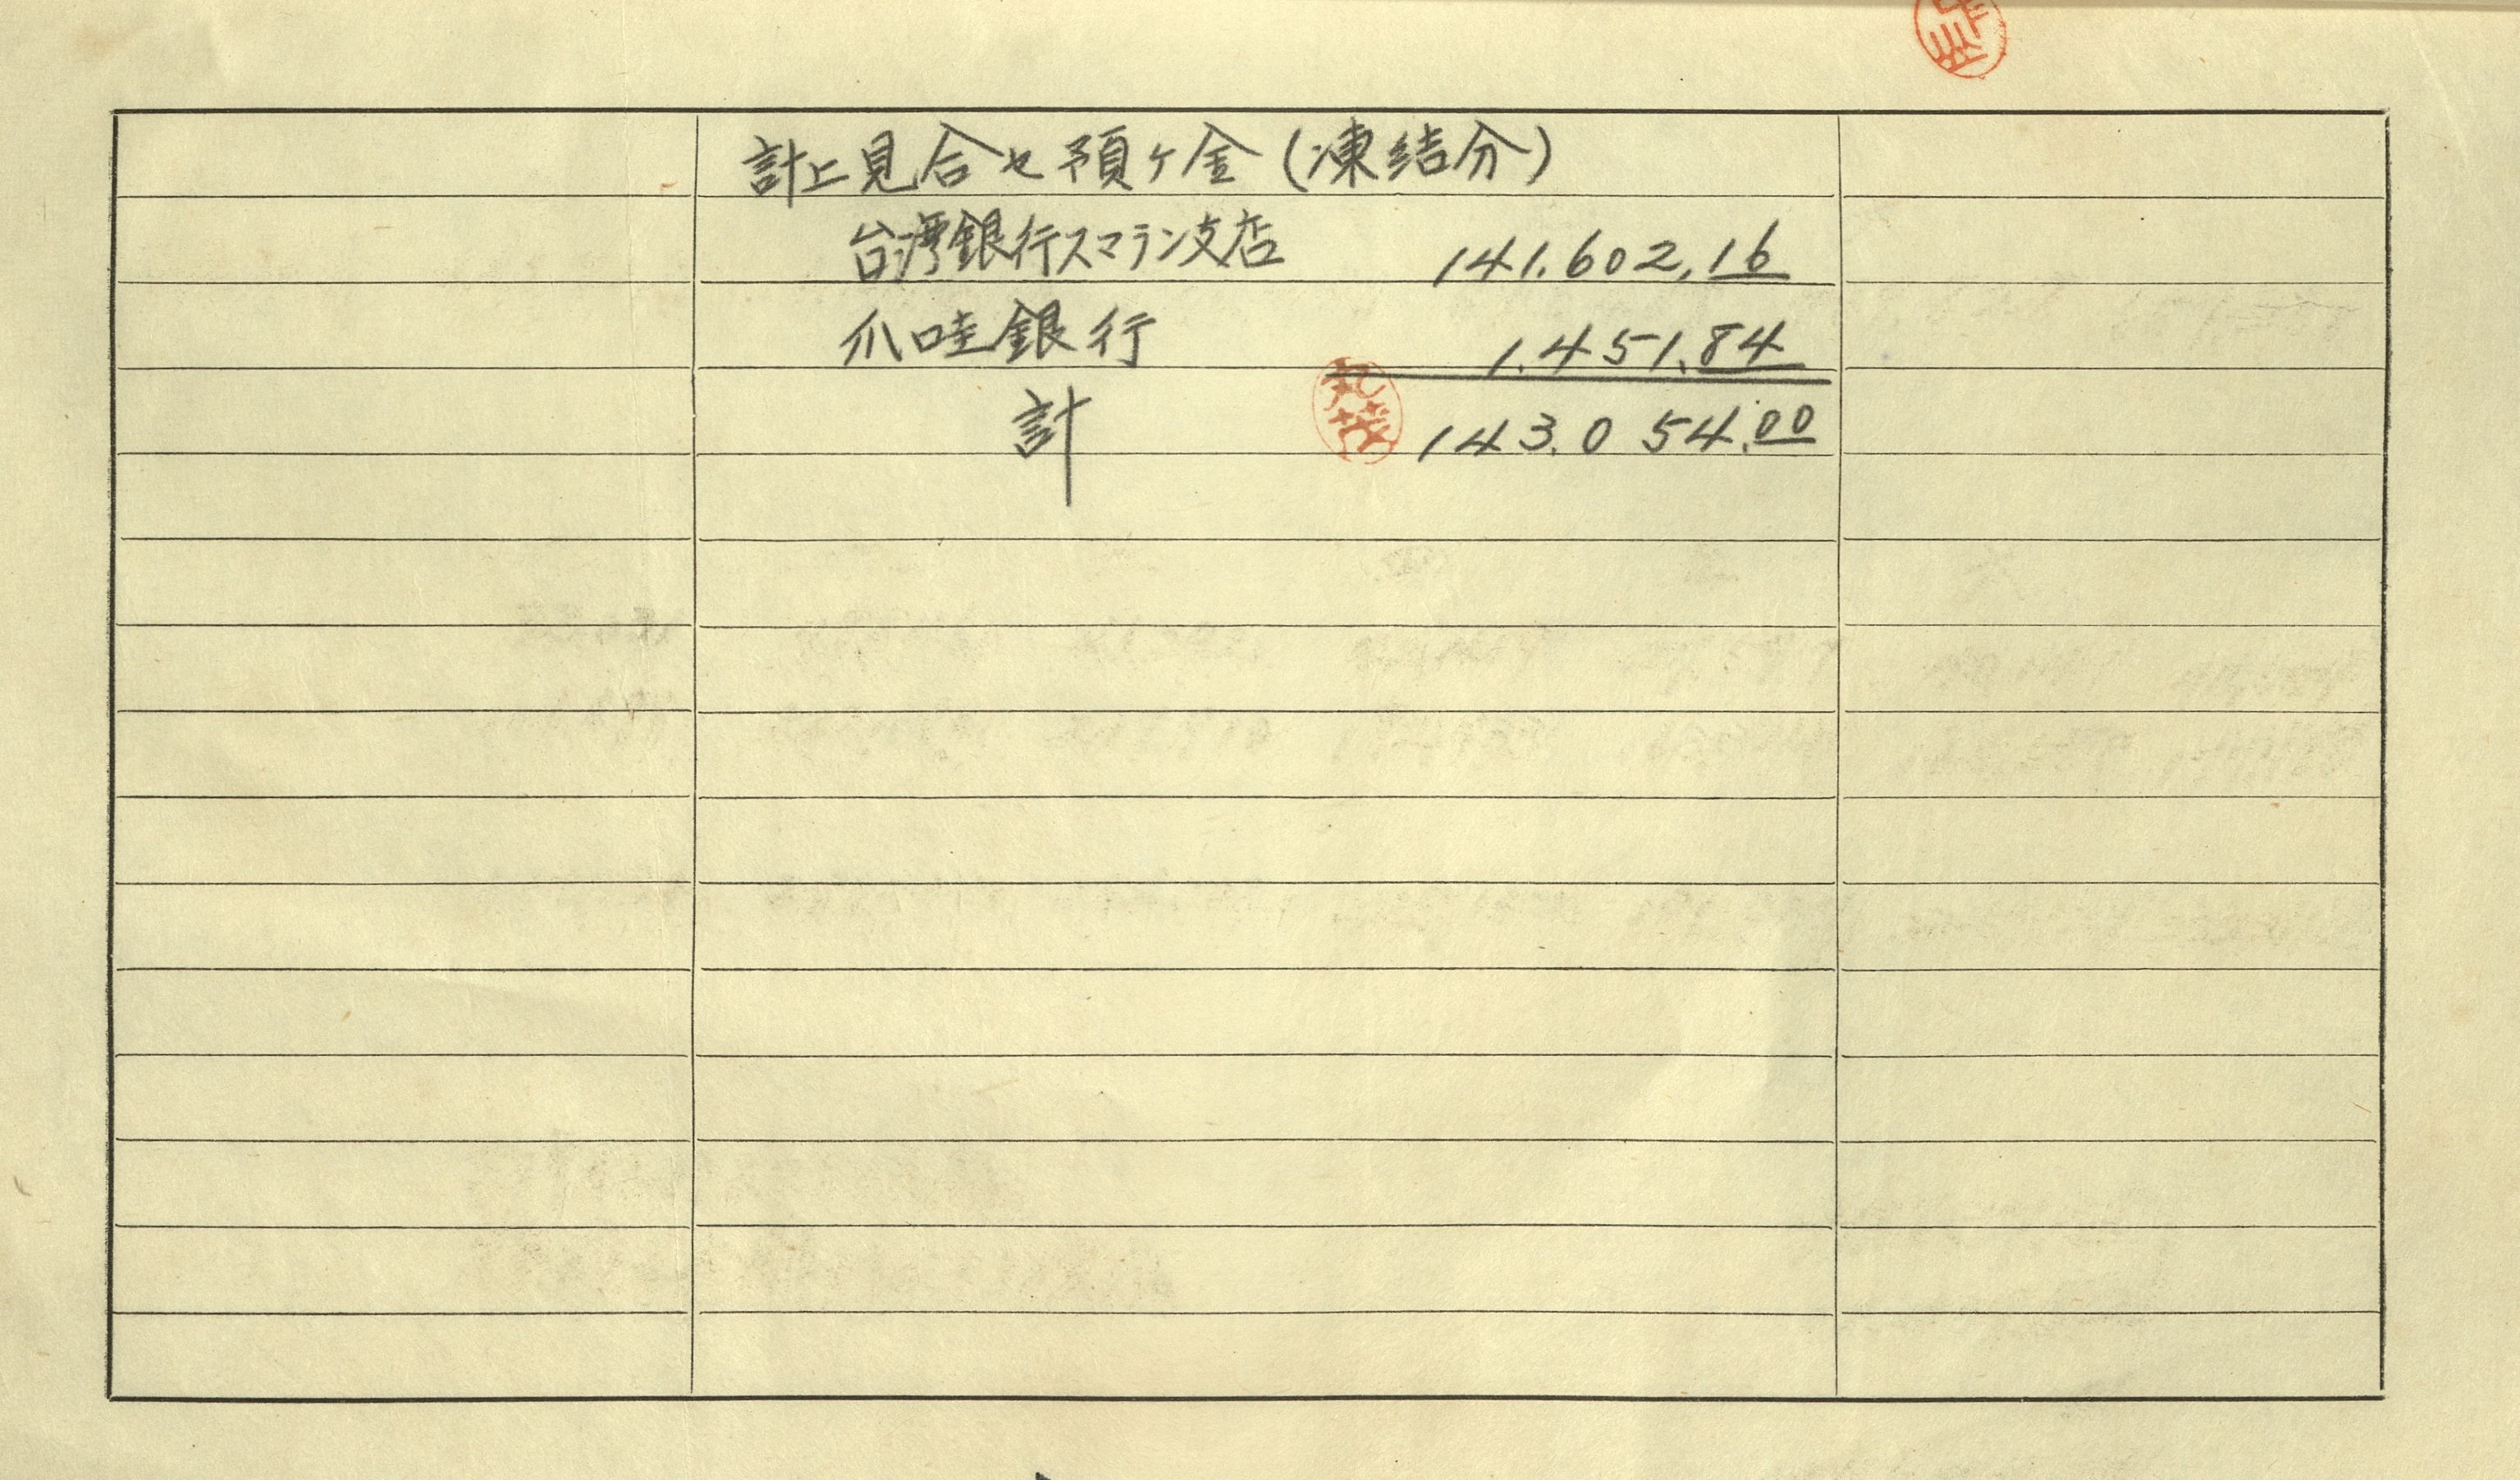 計上見合セ預ケ金(凍結分)
台湾銀行スマラン支店 141.602,16
爪哇銀行 1.451.84
計 143.054.00